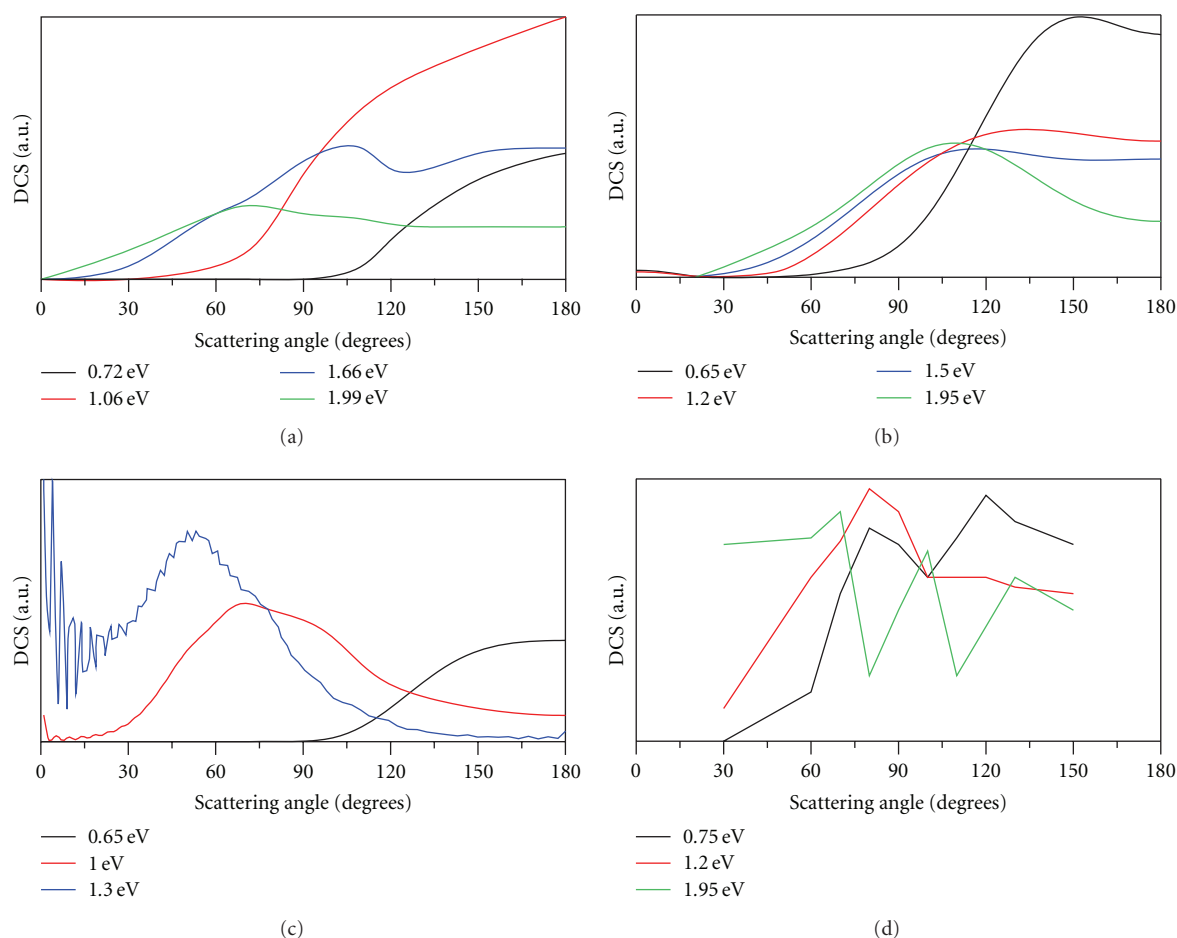 DCS (a.u.)
0 30 60 90 120 150 180
Scattering angle (degrees)
0.72 eV
1.06 eV
1.66 eV
1.99 eV
(a)
DCS (a.u.)
0 30 60 90 120 150 180
Scattering angle (degrees)
0.65 eV
1.2 eV
1.5 eV
1.95 eV
(b)
DCS (a.u.)
0 30 60 90 120 150 180
Scattering angle (degrees)
0.65 eV
1 eV
1.3 eV
(c)
DCS (a.u.)
0 30 60 90 120 150 180
Scattering angle (degrees)
0.75 eV
1.2 eV
1.95 eV
(d)